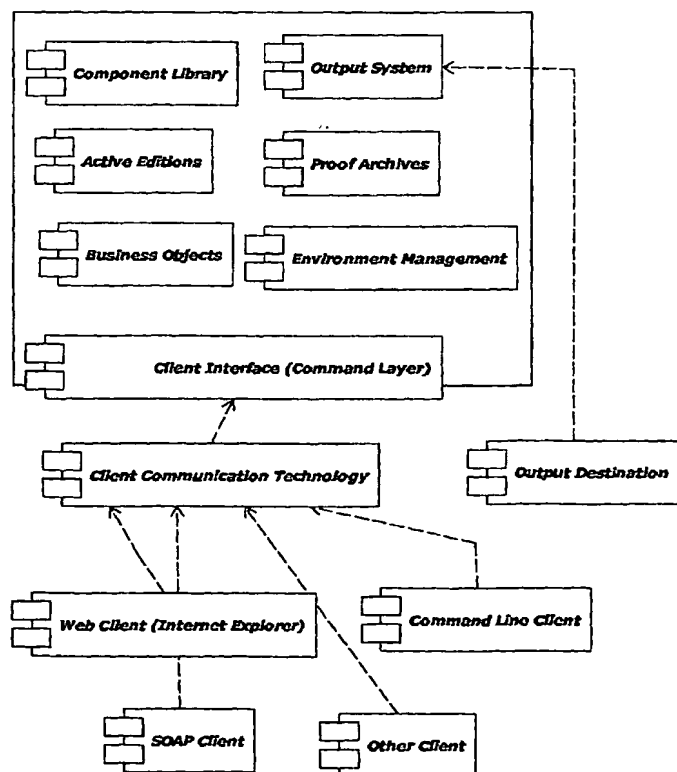 Component Library
Output System
Active Editions
Proof Archives
Business Objects
Environment Management
Client Interface (Command Layer)
Client Communication Technology
Output Destination
Web Client (Internet Explorer)
Command Line Client
SOAP Client
Other Client